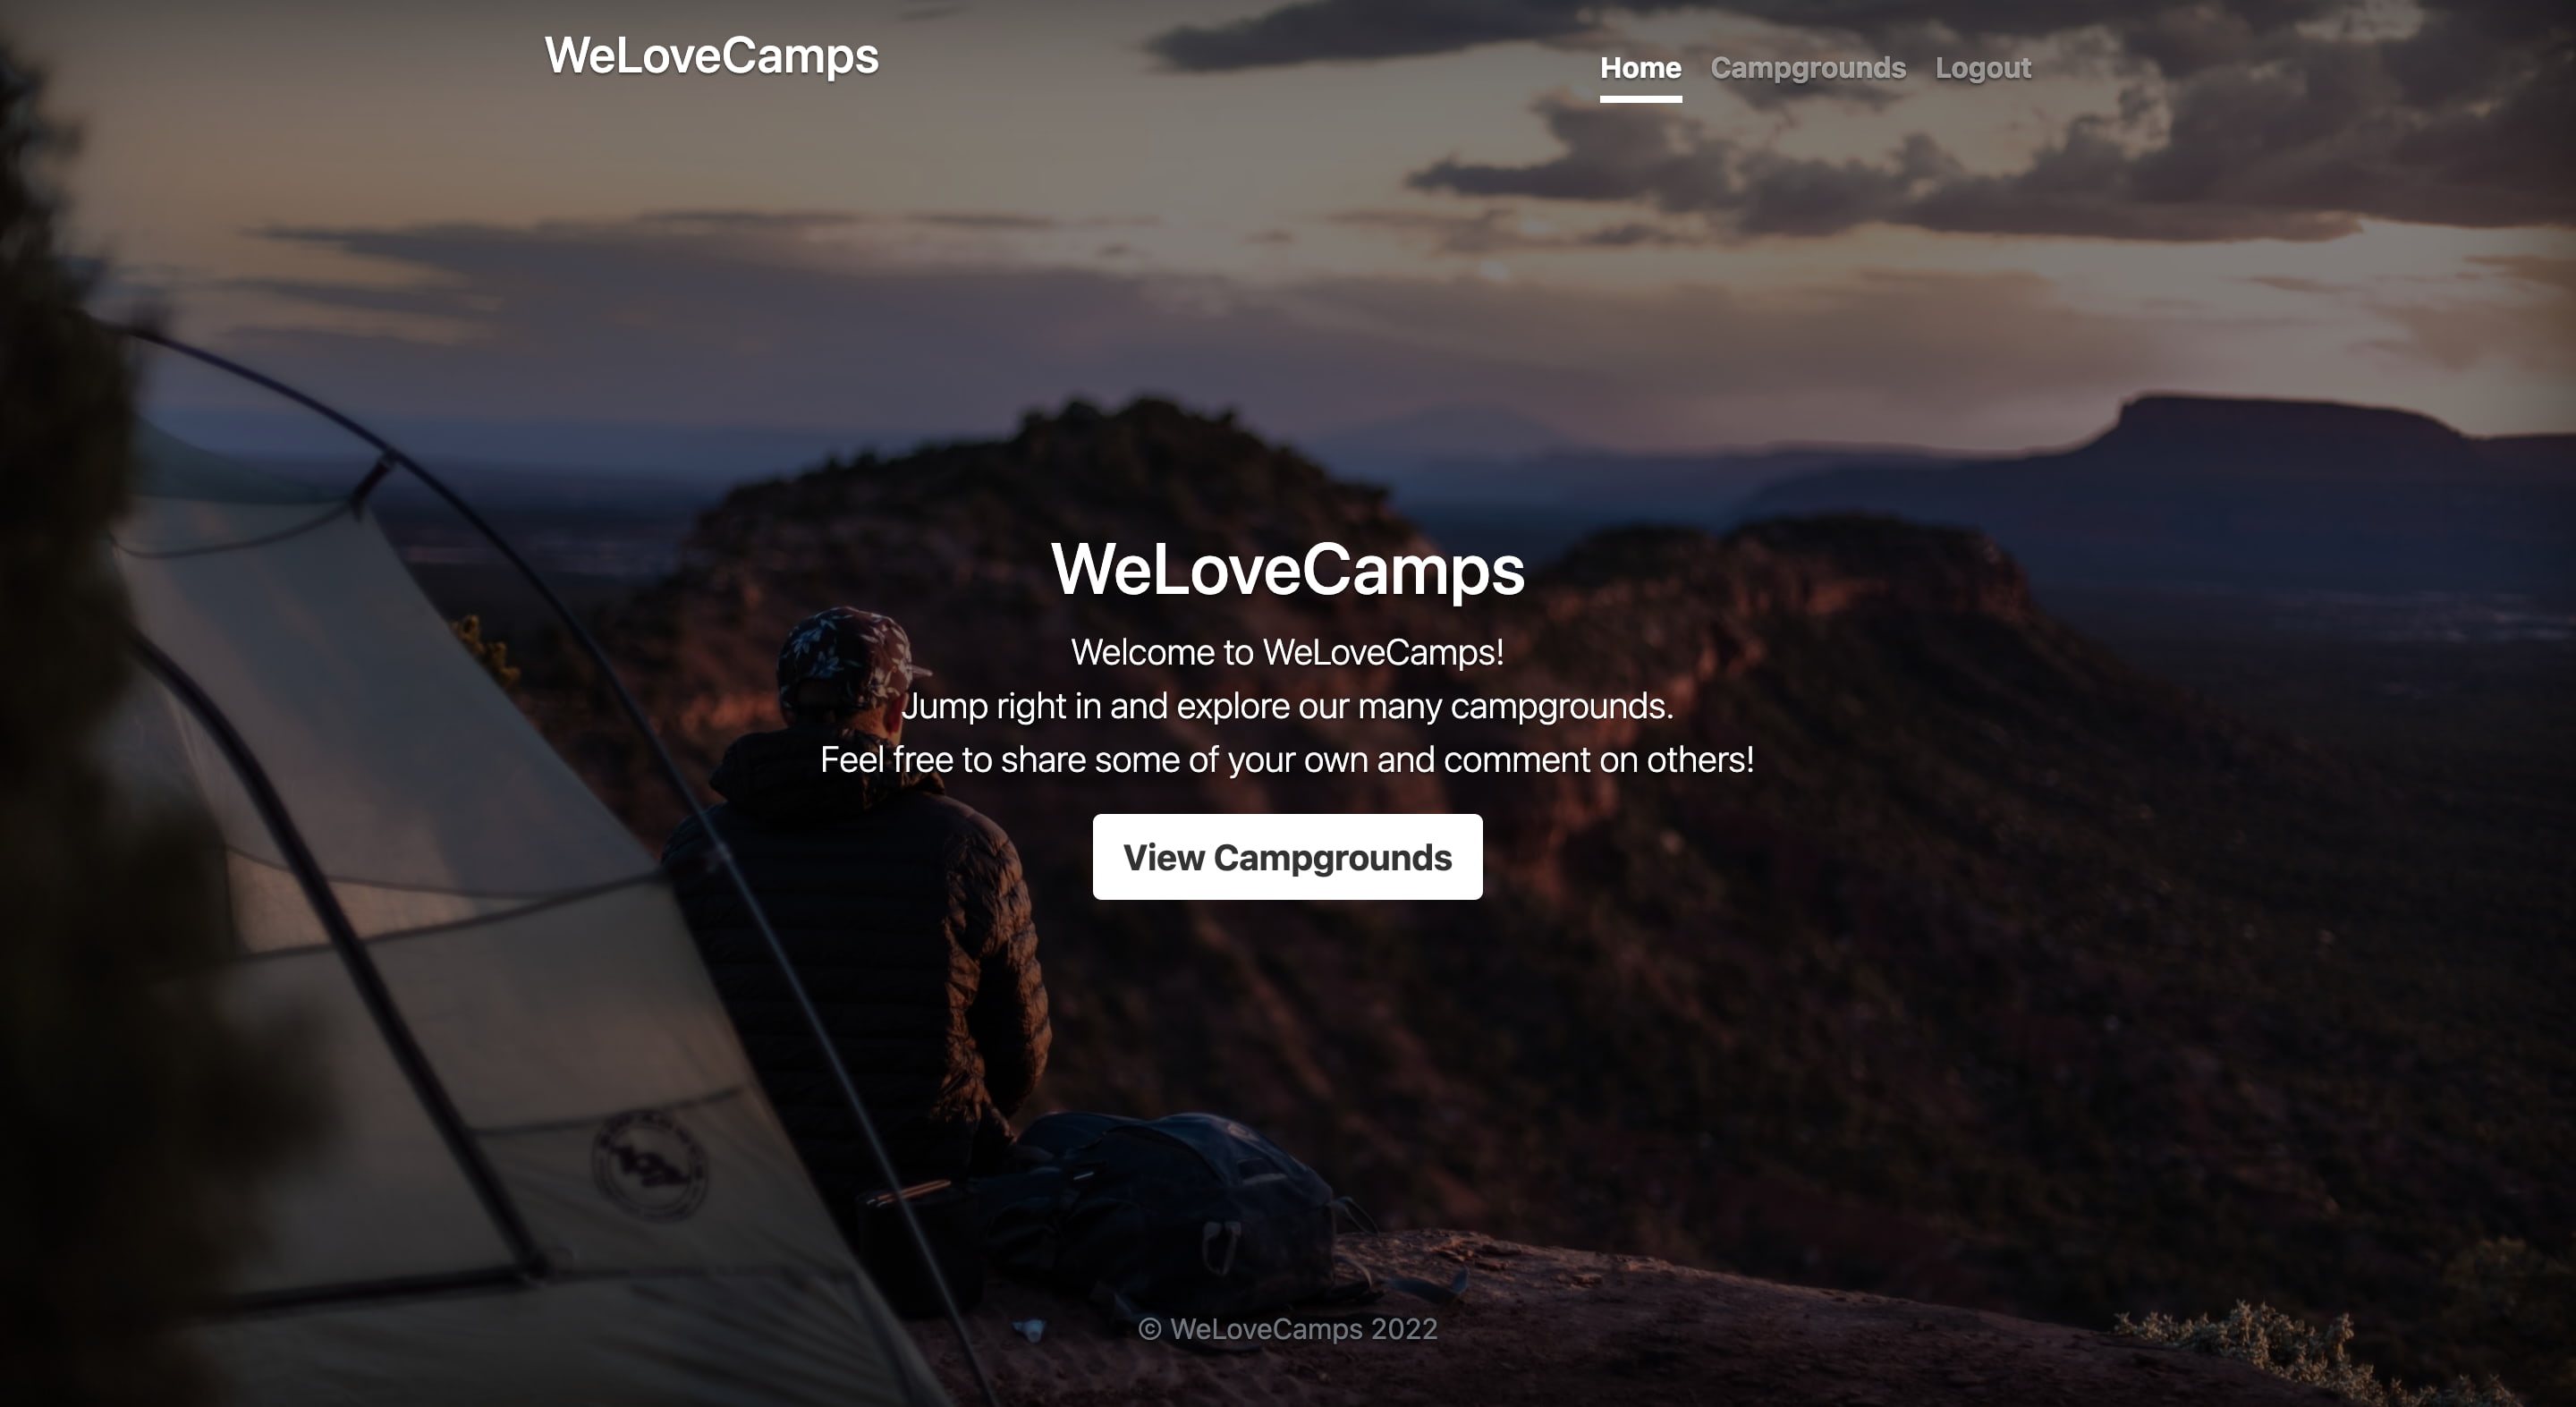 WeLoveCamps
Home Campgrounds Logout
WeLoveCamps
Welcome to WeLoveCamps!
Jump right in and explore our many campgrounds.
Feel free to share some of your own and comment on others!
View Campgrounds
© WeLoveCamps 2022